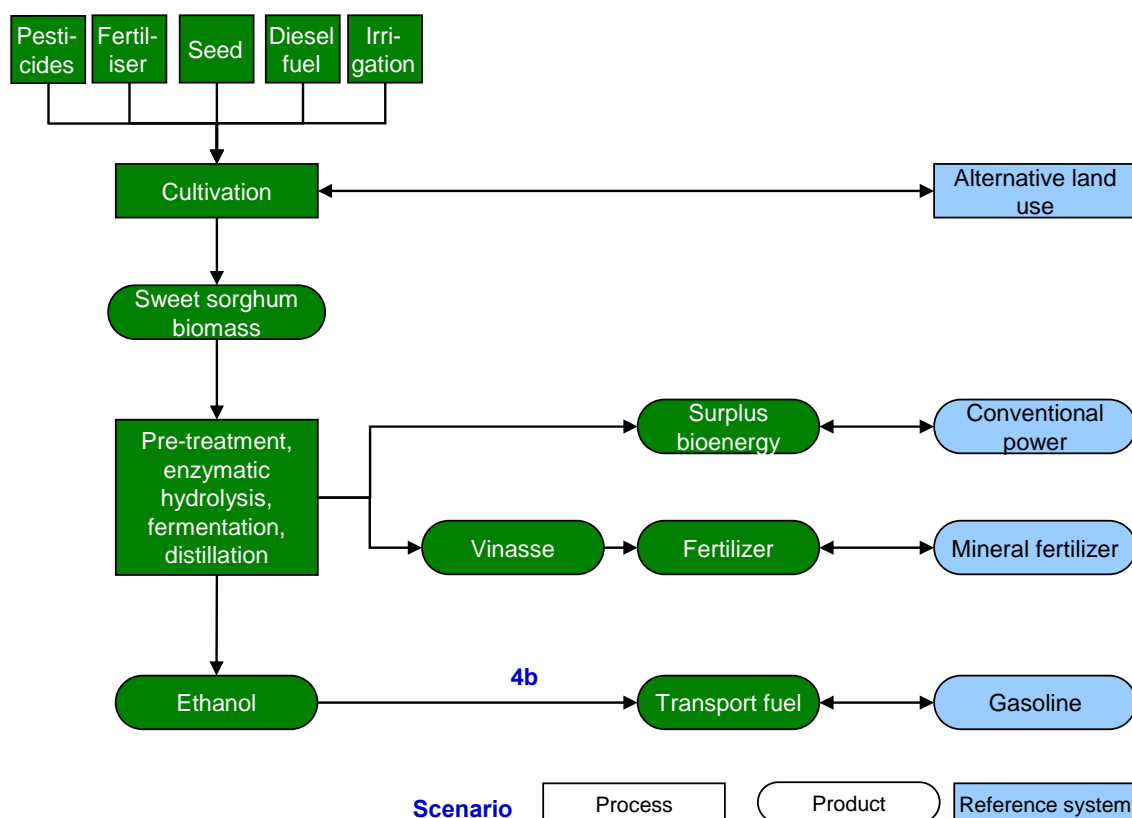 Pesti-
cides
Fertil-
iser
Seed
Diesel
fuel
Irri-
gation
Cultivation
Alternative land
use
Sweet sorghum
biomass
Pre-treatment,
enzymatic
hydrolysis,
fermentation,
distillation
Surplus
bioenergy
Conventional
power
Vinasse
Fertilizer
Mineral fertilizer
4b
Ethanol
Transport fuel
Gasoline
Scenario
Process
Product
Reference system